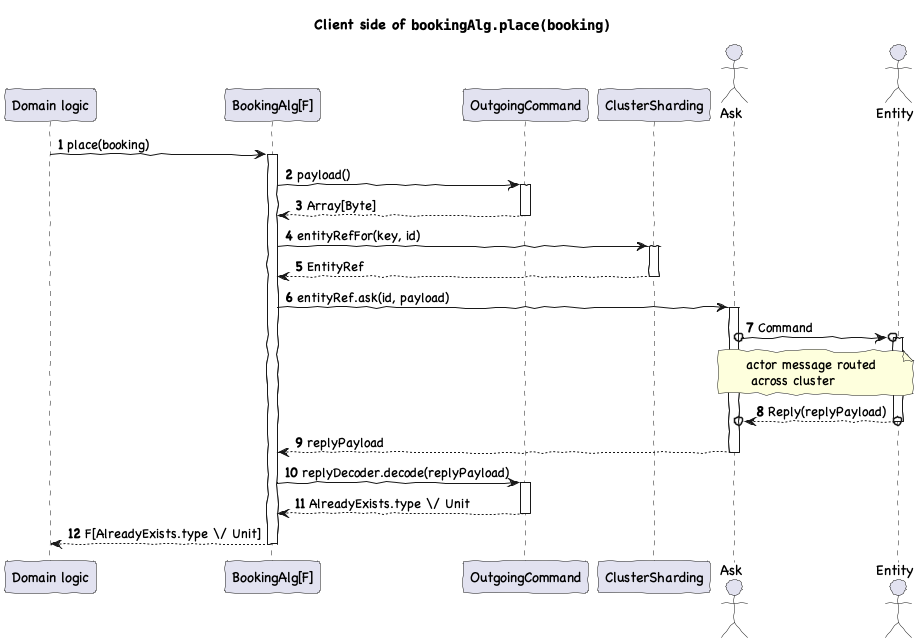 Client side of bookingAlg.place(booking)
Domain logic
BookingAlg[F]
OutgoingCommand
ClusterSharding
Ask
Entity
1 place(booking)
2 payload()
3 Array[Byte]
4 entityRefFor(key, id)
5 EntityRef
6 entityRef.ask(id, payload)
7 Command
actor message routed
across cluster
8 Reply(replyPayload)
9 replyPayload
10 replyDecoder.decode(replyPayload)
11 AlreadyExists.type \/ Unit
12 F[AlreadyExists.type \/ Unit]
Domain logic
BookingAlg[F]
OutgoingCommand
ClusterSharding
Ask
Entity